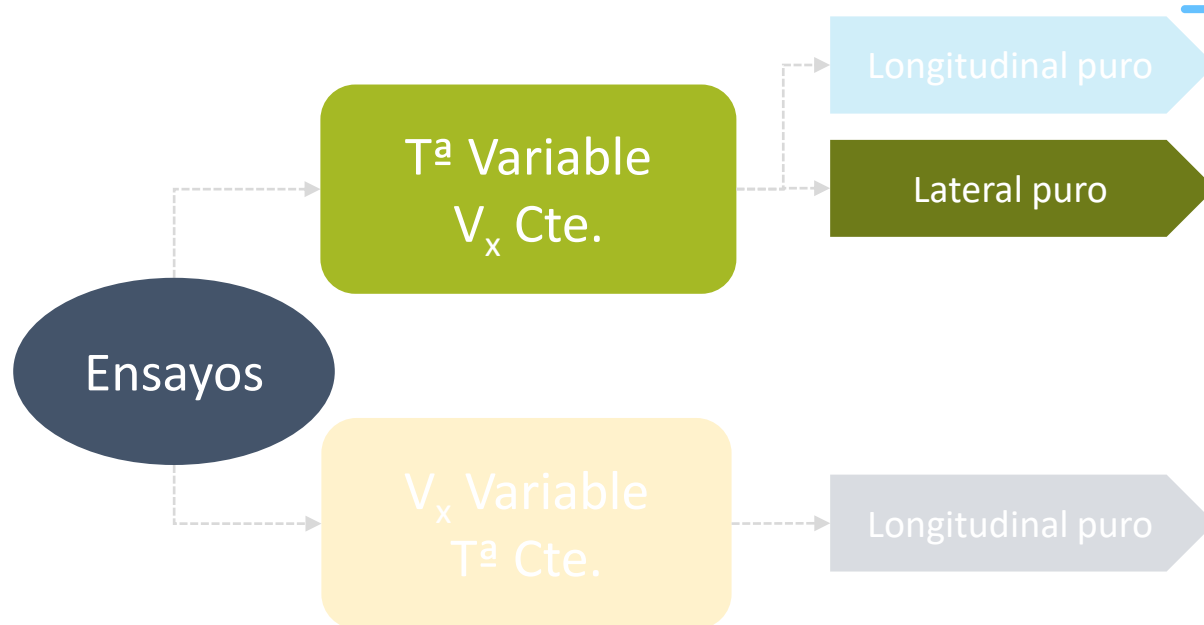 Longitudinal puro
Tª Variable
Vₓ Cte.
Lateral puro
Ensayos
Vₓ Variable
Tª Cte.
Longitudinal puro